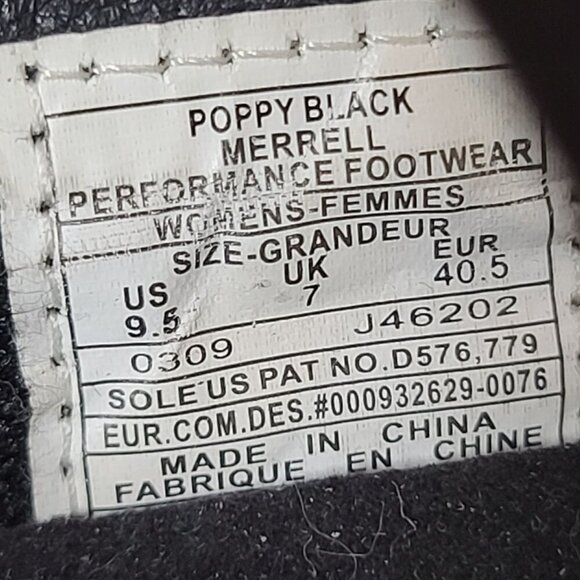 POPPY BLACK
MERRELL
PERFORMANCE FOOTWEAR
WOMENS-FEMMES
SIZE-GRANDEUR
US UK EUR
9.5 7 40.5
0309 J46202
SOLE US PAT NO.D576,779
EUR.COM.DES.#000932629-0076
MADE IN CHINA
FABRIQUE EN CHINE